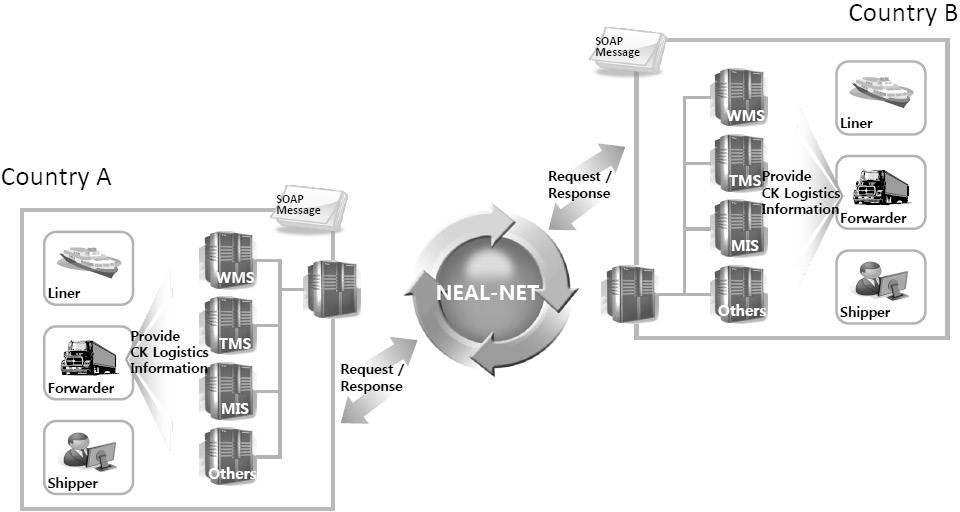 Country B
SOAP
Message
WMS
TMS
MIS
Others
Provide
CK Logistics
Information
Liner
Forwarder
Shipper
Request /
Response
NEAL-NET
Country A
SOAP
Message
Liner
Forwarder
Shipper
Provide
CK Logistics
Information
WMS
TMS
MIS
Others
Request /
Response